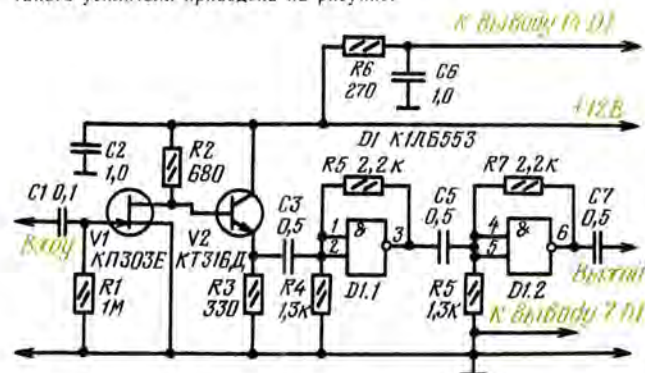 К выводу 14 D1
R6
270
C6
1,0
+12В
D1 К1ЛБ553
C2
1,0
R2
680
R5 2,2к
R7 2,2к
C1 0,1
C3
0,5
C5
0,5
C7
0,5
&
1
2
3
&
4
5
6
Вход
V1
КП303Е
V2
КТ316Д
R1
1М
R3
330
R4
1,3к
D1.1
R5
1,3к
D1.2
Выход
К выводу 7 D1